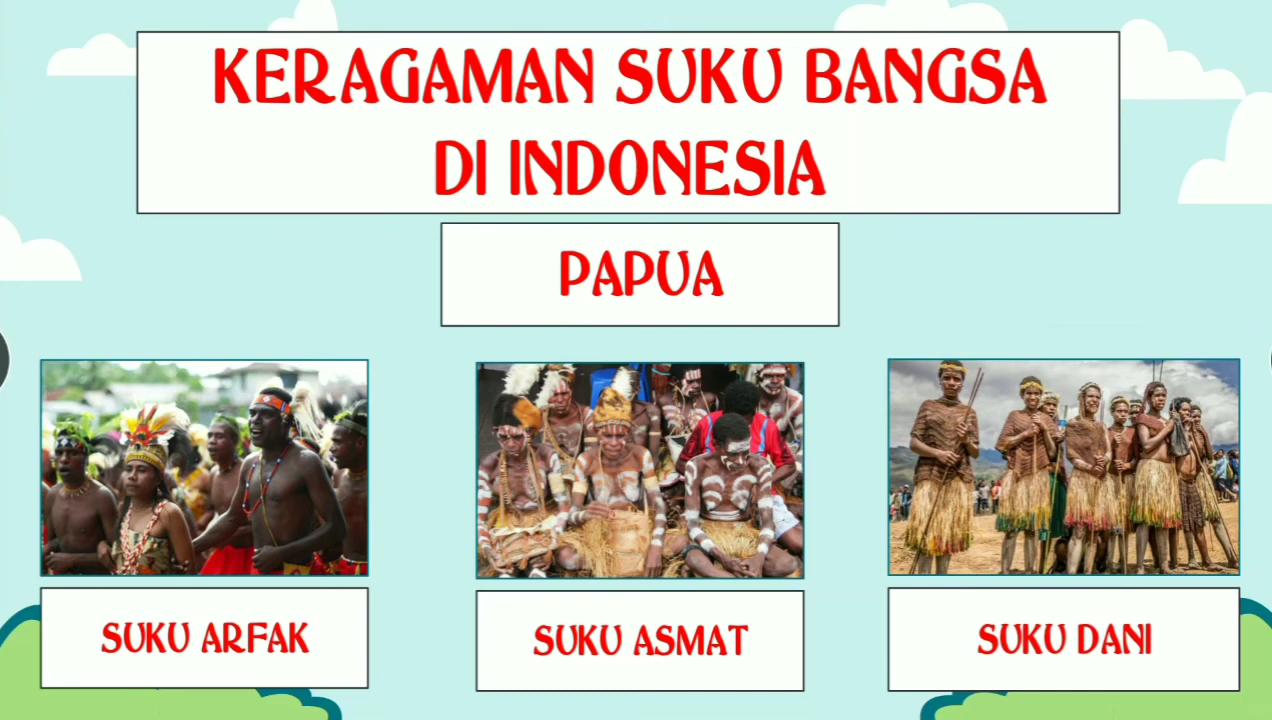 KERAGAMAN SUKU BANGSA
DI INDONESIA
PAPUA
SUKU ARFAK
SUKU ASMAT
SUKU DANI